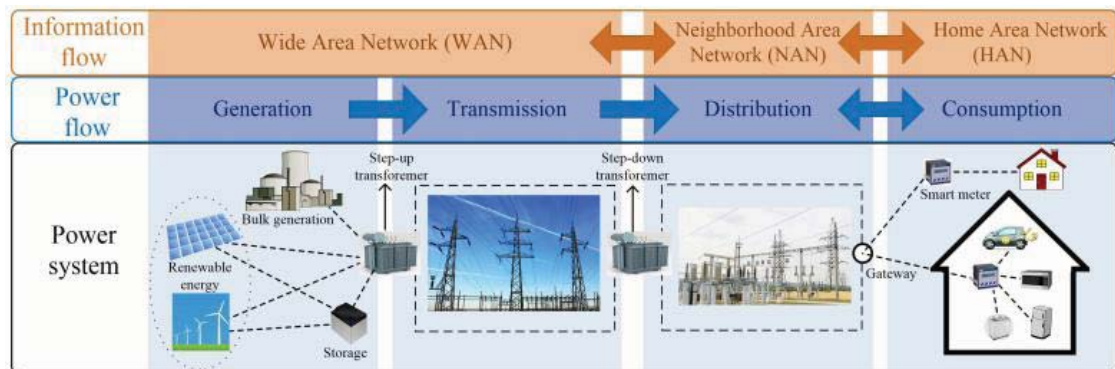 Information
flow
Wide Area Network (WAN)
Neighborhood Area
Network (NAN)
Home Area Network
(HAN)
Power
flow
Generation
Transmission
Distribution
Consumption
Power
system
Bulk generation
Renewable
energy
Storage
Step-up
transforemer
Step-down
transforemer
Smart meter
Gateway